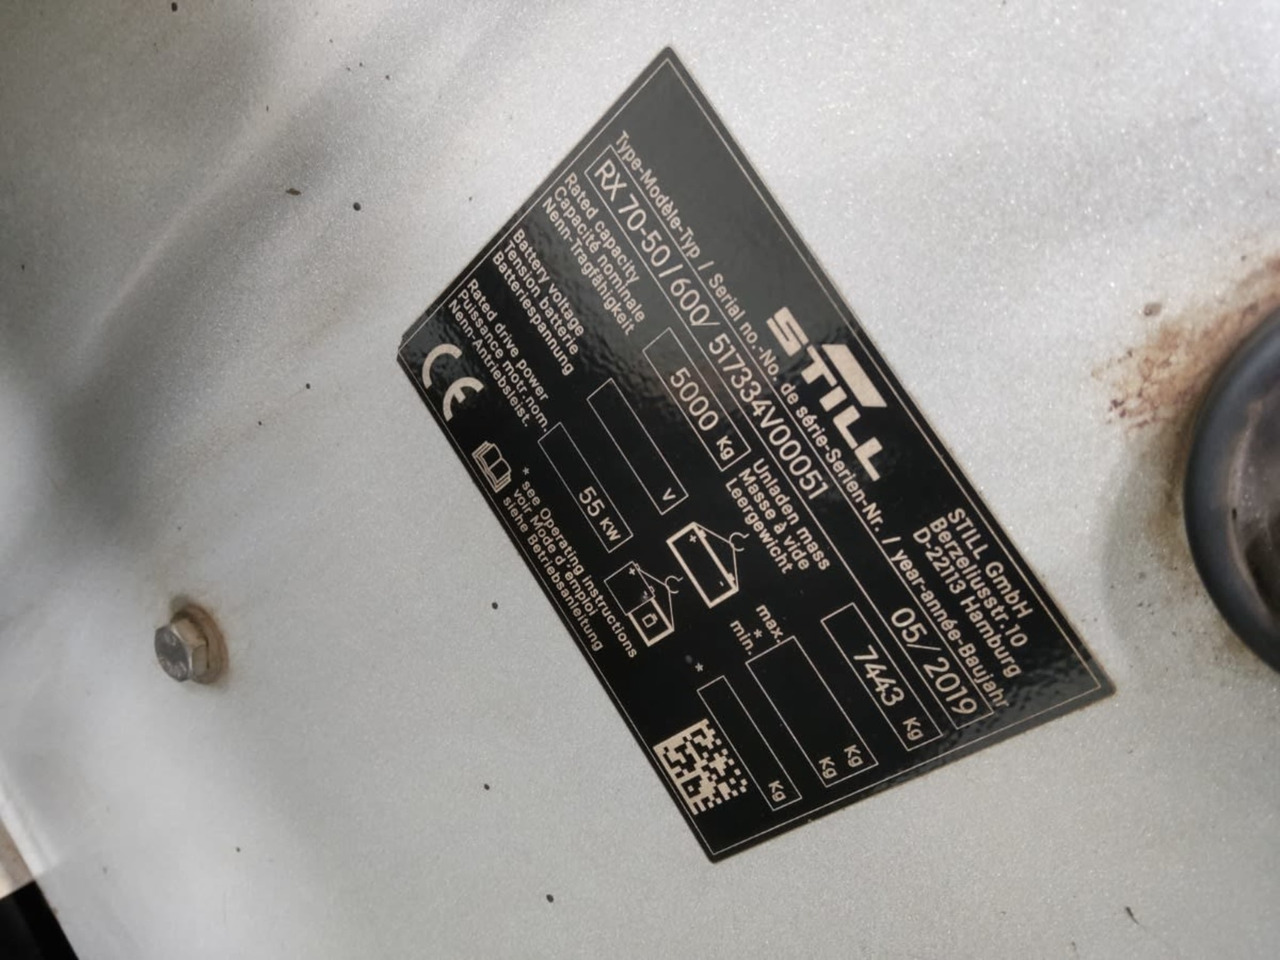 STILL
STILL GmbH
Berzeliusstr.10
D-22113 Hamburg
Type-Modèle-Typ / Serial no.-No. de série-Serien-Nr. / year-année-Baujahr
RX 70-50/600/ 517334V00051 05/2019
Rated capacity
Capacité nominale
Nenn-Tragfähigkeit
5000 Kg
Unladen mass
Masse à vide
Leergewicht
7443 Kg
Battery voltage
Tension batterie
Batteriespannung
V
max.
*
min.
Kg
Kg
Rated drive power
Puissance motr.nom.
Nenn-Antriebsleist.
55 KW
*
Kg
CE
* see Operating instructions
voir Mode d'emploi
siehe Betriebsanleitung